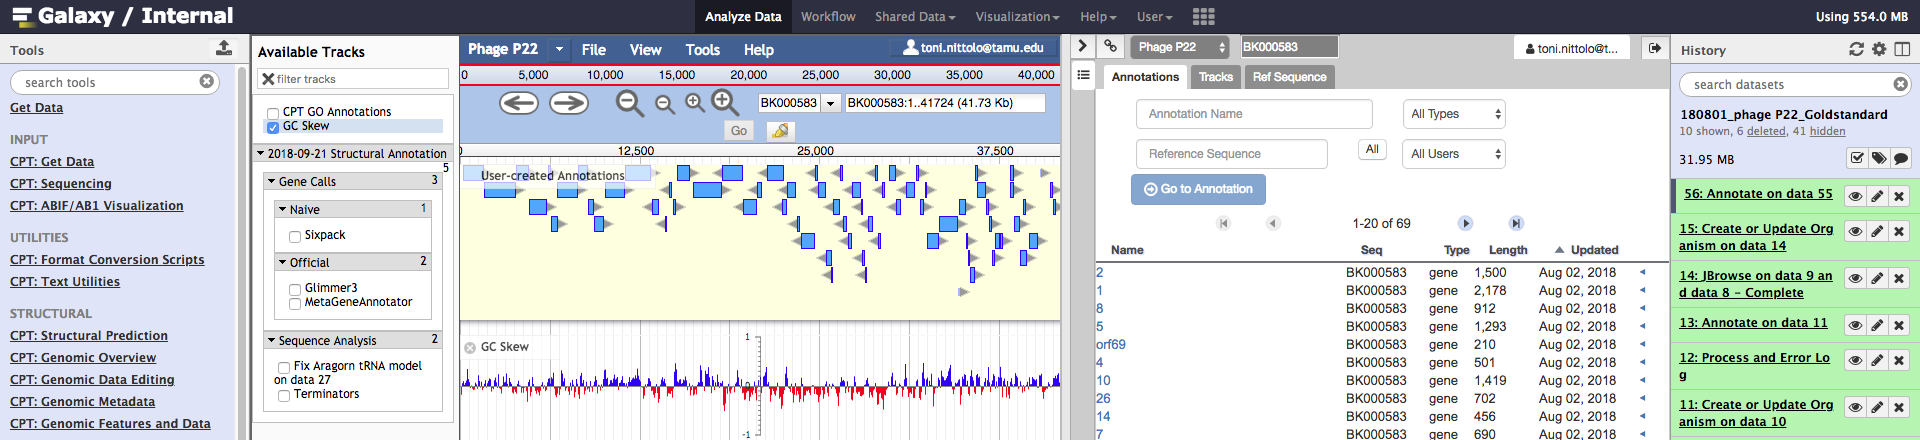 Galaxy / Internal
Analyze Data Workflow Shared Data Visualization Help User
Using 554.0 MB
Tools
search tools
Get Data
INPUT
CPT: Get Data
CPT: Sequencing
CPT: ABIF/AB1 Visualization
UTILITIES
CPT: Format Conversion Scripts
CPT: Text Utilities
STRUCTURAL
CPT: Structural Prediction
CPT: Genomic Overview
CPT: Genomic Data Editing
CPT: Genomic Metadata
CPT: Genomic Features and Data
Available Tracks
filter tracks
CPT GO Annotations
GC Skew
2018-09-21 Structural Annotation
5
Gene Calls 3
Naive 1
Sixpack
Official 2
Glimmer3
MetaGeneAnnotator
Sequence Analysis 2
Fix Aragorn tRNA model
on data 27
Terminators
Phage P22 File View Tools Help toni.nittolo@tamu.edu
0 5,000 10,000 15,000 20,000 25,000 30,000 35,000 40,000
BK000583 BK000583:1..41724 (41.73 Kb)
Go
0 12,500 25,000 37,500
User-created Annotations
GC Skew
1
0
-1
Phage P22 BK000583 toni.nittolo@t...
Annotations Tracks Ref Sequence
Annotation Name All Types
Reference Sequence All All Users
Go to Annotation
1-20 of 69
Name Seq Type Length Updated
2 BK000583 gene 1,500 Aug 02, 2018
1 BK000583 gene 2,178 Aug 02, 2018
8 BK000583 gene 912 Aug 02, 2018
5 BK000583 gene 1,293 Aug 02, 2018
orf69 BK000583 gene 210 Aug 02, 2018
4 BK000583 gene 501 Aug 02, 2018
10 BK000583 gene 1,419 Aug 02, 2018
26 BK000583 gene 702 Aug 02, 2018
14 BK000583 gene 456 Aug 02, 2018
7 BK000583 gene 690 Aug 02, 2018
History
search datasets
180801_phage P22_Goldstandard
10 shown, 6 deleted, 41 hidden
31.95 MB
56: Annotate on data 55
15: Create or Update Org
anism on data 14
14: JBrowse on data 9 an
d data 8 - Complete
13: Annotate on data 11
12: Process and Error Lo
g
11: Create or Update Org
anism on data 10